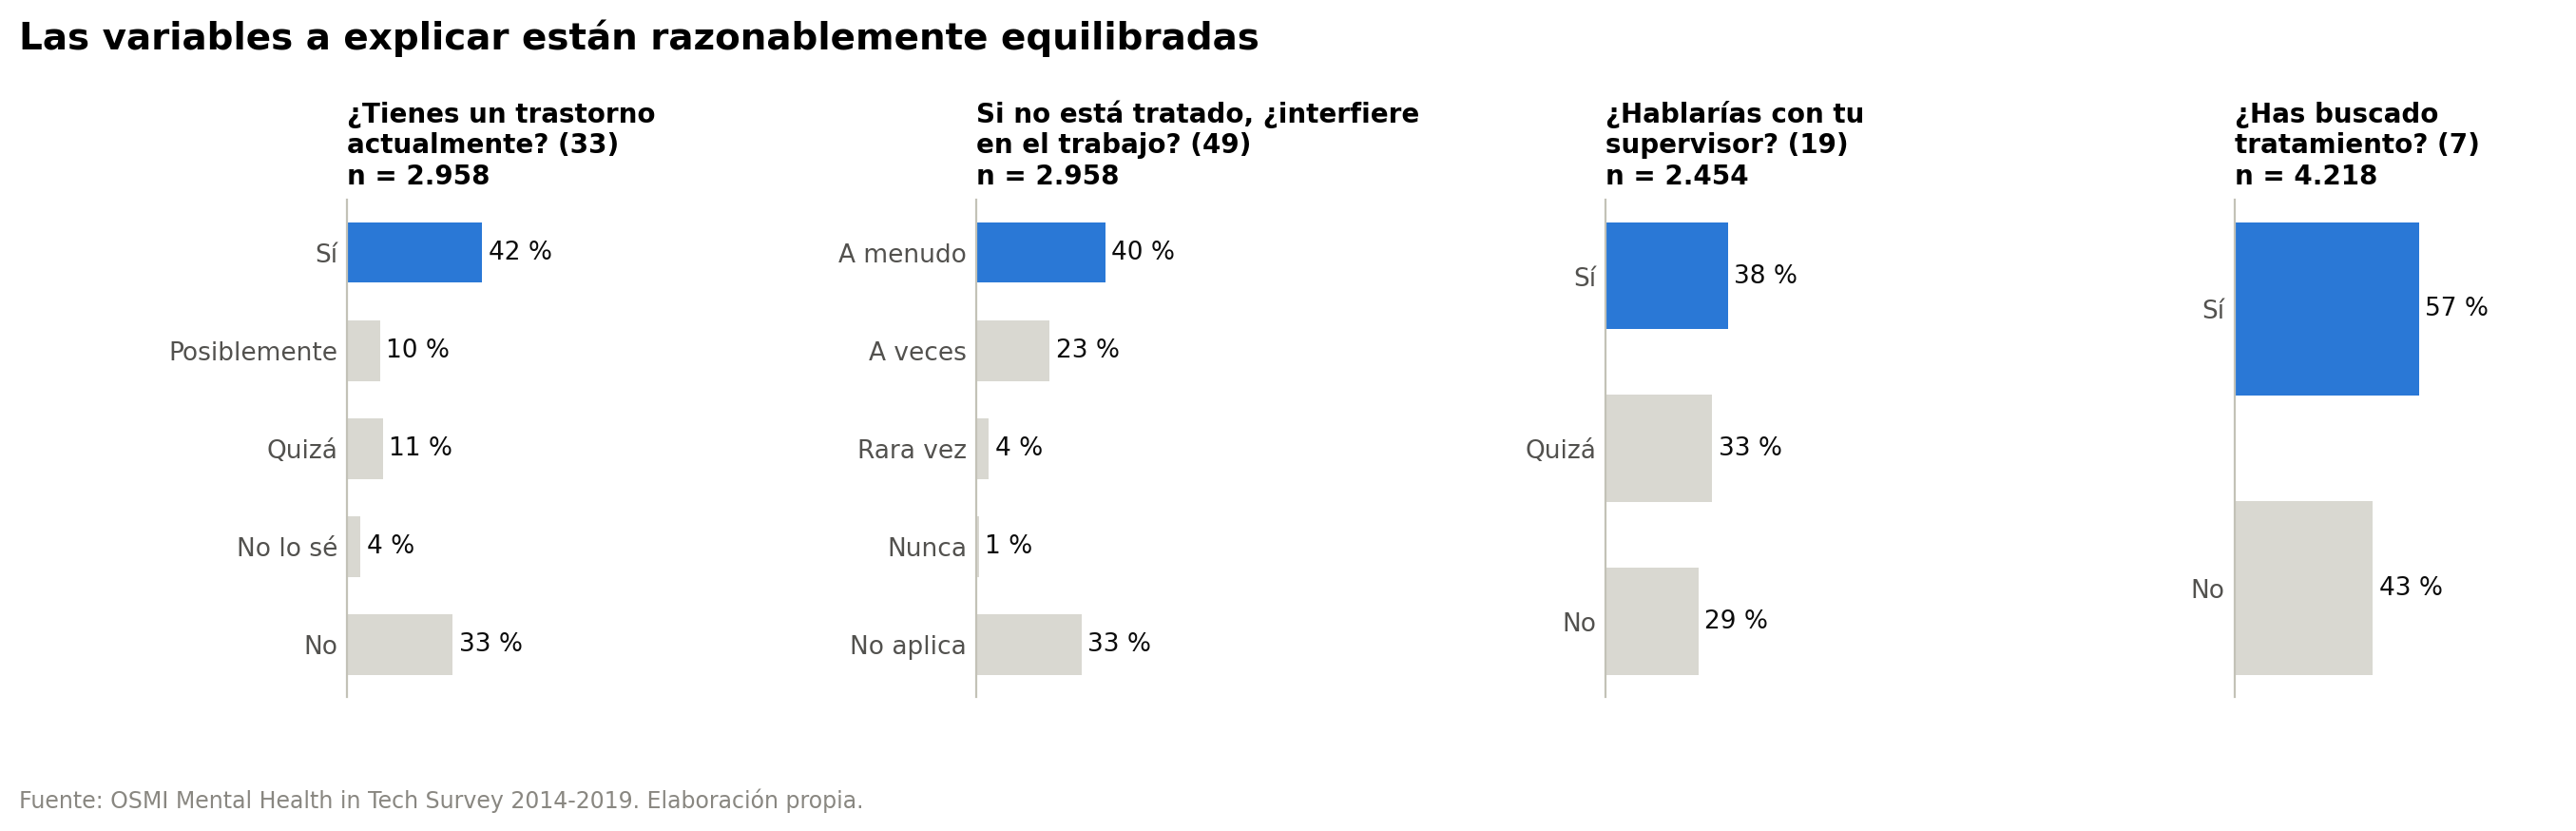 Las variables a explicar están razonablemente equilibradas
¿Tienes un trastorno
actualmente? (33)
n = 2.958
Sí 42 %
Posiblemente 10 %
Quizá 11 %
No lo sé 4 %
No 33 %
Si no está tratado, ¿interfiere
en el trabajo? (49)
n = 2.958
A menudo 40 %
A veces 23 %
Rara vez 4 %
Nunca 1 %
No aplica 33 %
¿Hablarías con tu
supervisor? (19)
n = 2.454
Sí 38 %
Quizá 33 %
No 29 %
¿Has buscado
tratamiento? (7)
n = 4.218
Sí 57 %
No 43 %
Fuente: OSMI Mental Health in Tech Survey 2014-2019. Elaboración propia.